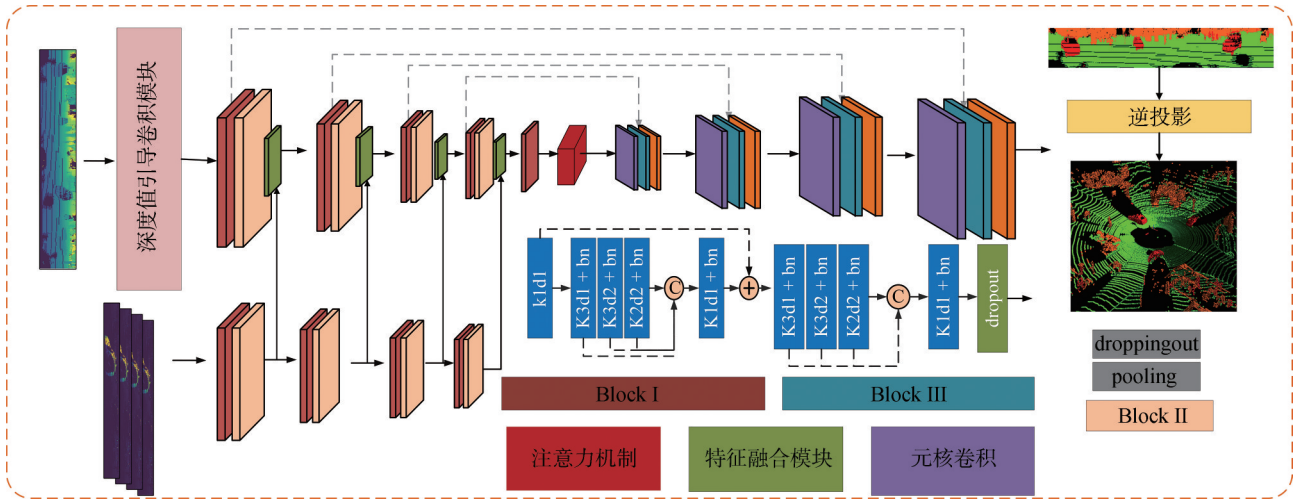 深度值引导卷积模块
逆投影
k1d1
K3d1 + bn
K3d2 + bn
K2d2 + bn
C
K1d1 + bn
+
K3d1 + bn
K3d2 + bn
K2d2 + bn
C
K1d1 + bn
dropout
droppingout
pooling
Block I
Block III
Block II
注意力机制
特征融合模块
元核卷积